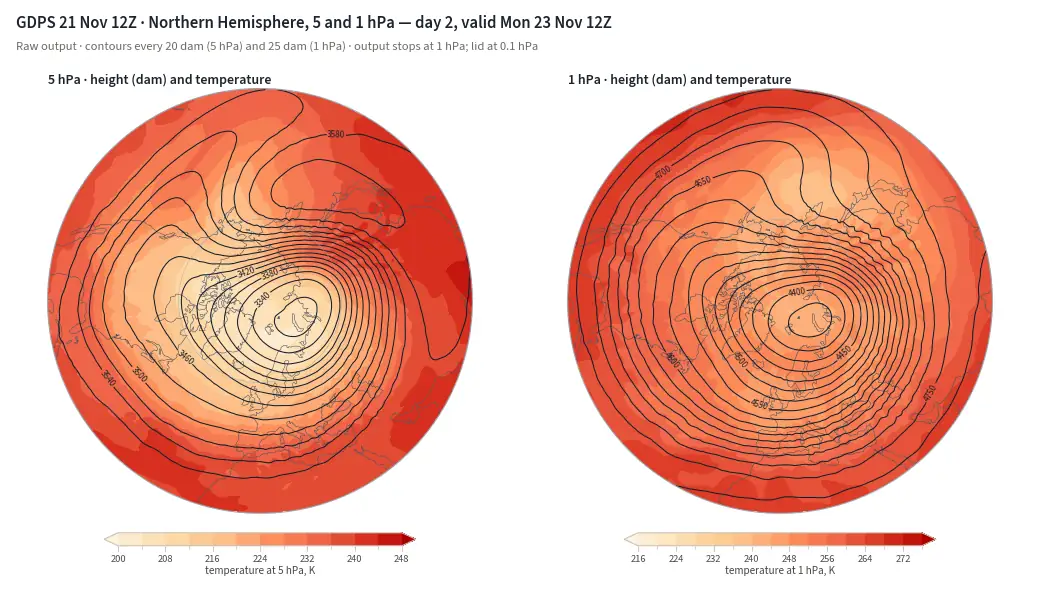 GDPS 21 Nov 12Z · Northern Hemisphere, 5 and 1 hPa — day 2, valid Mon 23 Nov 12Z
Raw output · contours every 20 dam (5 hPa) and 25 dam (1 hPa) · output stops at 1 hPa; lid at 0.1 hPa
5 hPa · height (dam) and temperature
3580
3420
3380
3340
3460
3500
3540
200 208 216 224 232 240 248
temperature at 5 hPa, K
1 hPa · height (dam) and temperature
4700
4650
4400
4450
4500
4600
4550
4750
216 224 232 240 248 256 264 272
temperature at 1 hPa, K